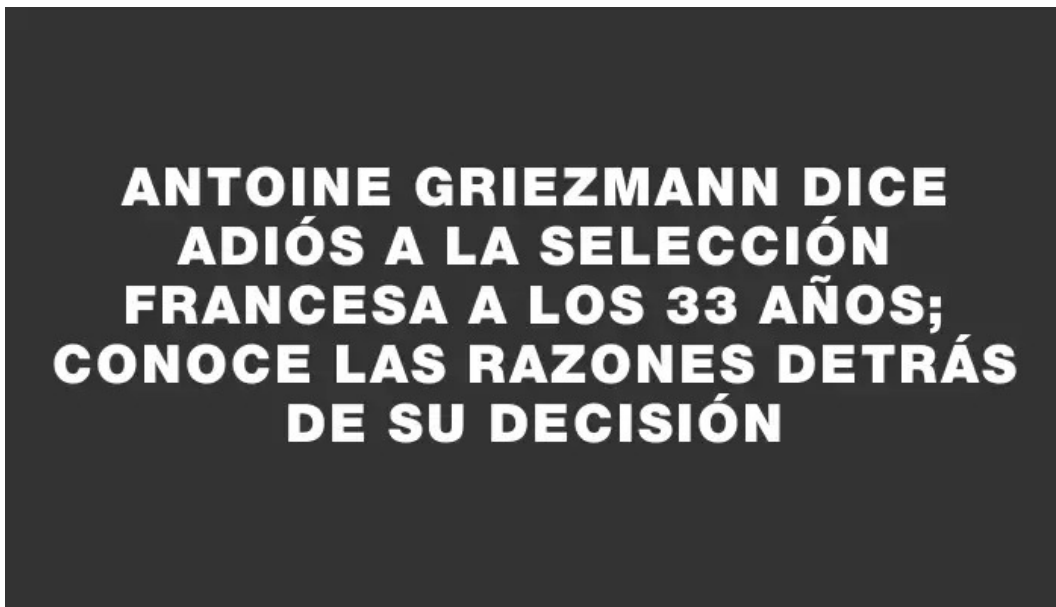 ANTOINE GRIEZMANN DICE
ADIÓS A LA SELECCIÓN
FRANCESA A LOS 33 AÑOS;
CONOCE LAS RAZONES DETRÁS
DE SU DECISIÓN